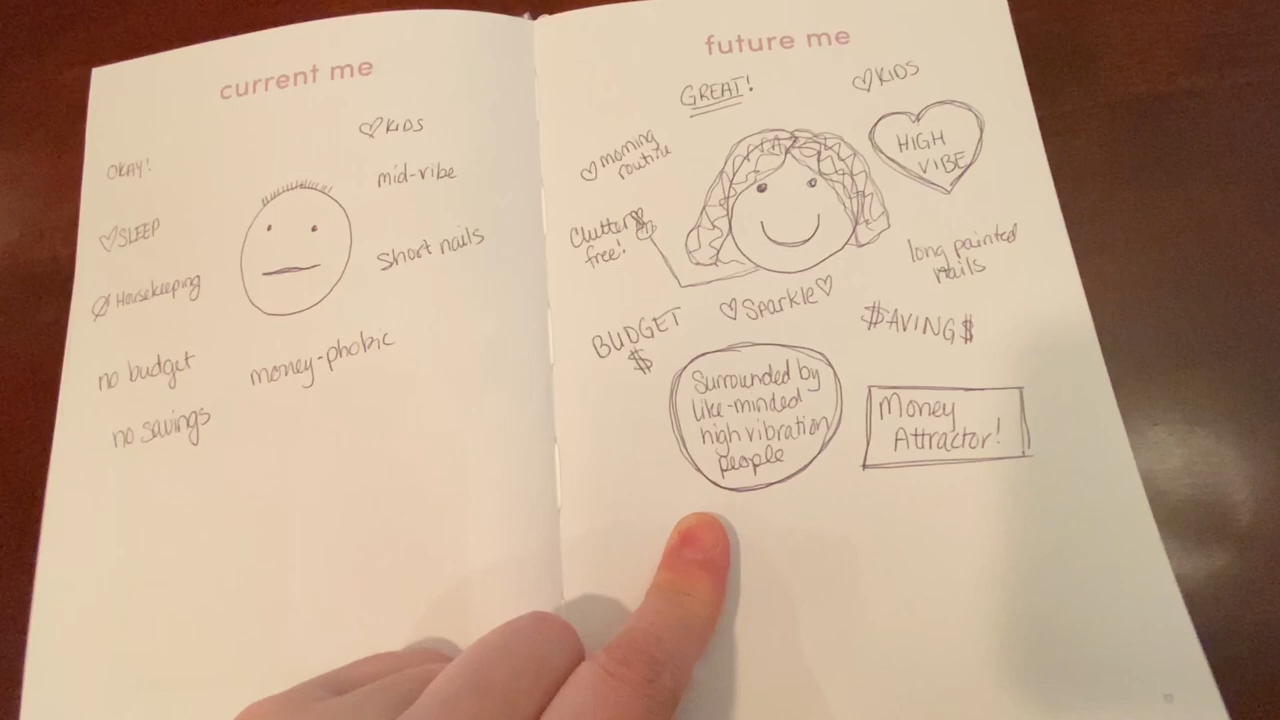 current me
OKAY!
♡KIDS
mid-vibe
♡SLEEP
short nails
∅ Housekeeping
no budget
money-phobic
no savings
future me
GREAT!
♡KIDS
♡morning
routine
HIGH
VIBE
Clutter
free!
long painted
nails
♡Sparkle♡
BUDGET
$
$AVING$
Surrounded by
like-minded
high vibration
people
Money
Attractor!